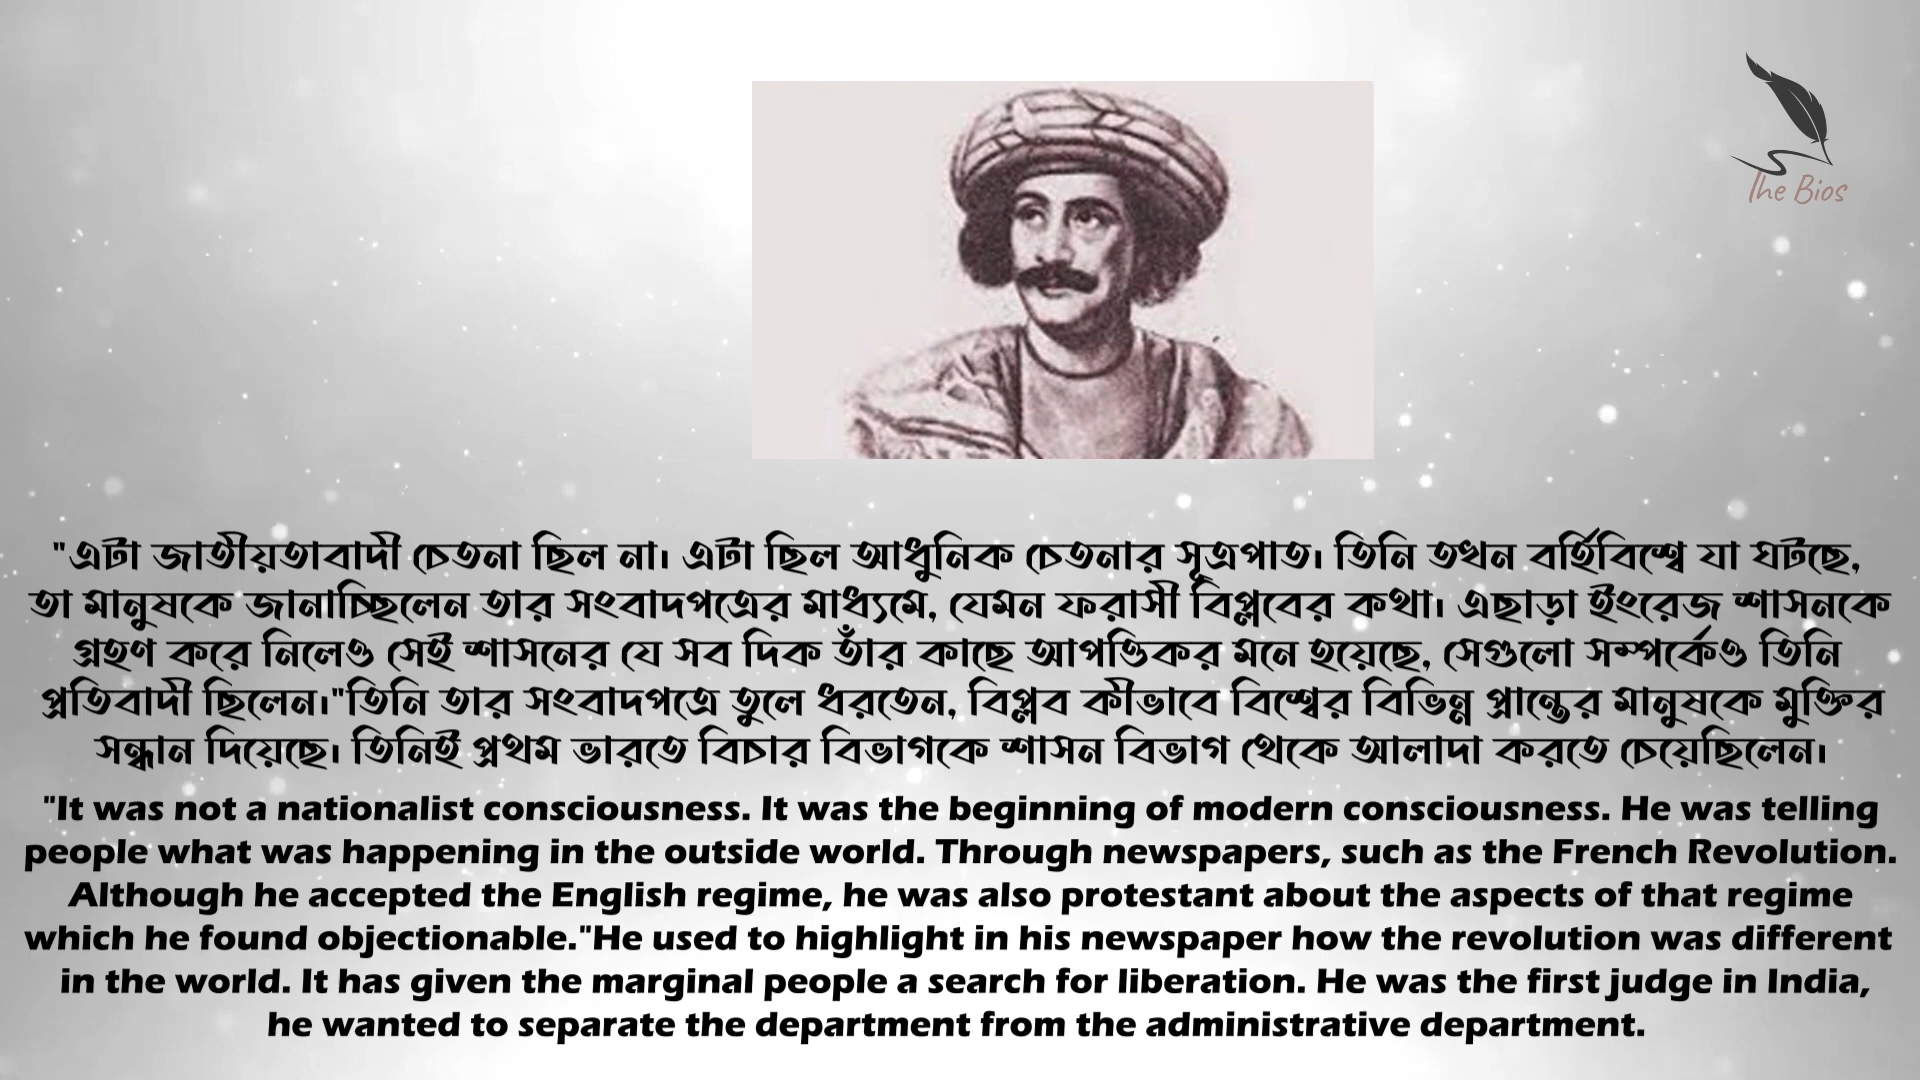 The Bios
"এটা জাতীয়তাবাদী চেতনা ছিল না। এটা ছিল আধুনিক চেতনার সূত্রপাত। তিনি তখন বর্হিবিশ্বে যা ঘটছে,
তা মানুষকে জানাচ্ছিলেন তার সংবাদপত্রের মাধ্যমে, যেমন ফরাসী বিপ্লবের কথা। এছাড়া ইংরেজ শাসনকে
গ্রহণ করে নিলেও সেই শাসনের যে সব দিক তাঁর কাছে আপত্তিকর মনে হয়েছে, সেগুলো সম্পর্কেও তিনি
প্রতিবাদী ছিলেন।"তিনি তার সংবাদপত্রে তুলে ধরতেন, বিপ্লব কীভাবে বিশ্বের বিভিন্ন প্রান্তের মানুষকে মুক্তির
সন্ধান দিয়েছে। তিনিই প্রথম ভারতে বিচার বিভাগকে শাসন বিভাগ থেকে আলাদা করতে চেয়েছিলেন।
"It was not a nationalist consciousness. It was the beginning of modern consciousness. He was telling
people what was happening in the outside world. Through newspapers, such as the French Revolution.
Although he accepted the English regime, he was also protestant about the aspects of that regime
which he found objectionable."He used to highlight in his newspaper how the revolution was different
in the world. It has given the marginal people a search for liberation. He was the first judge in India,
he wanted to separate the department from the administrative department.